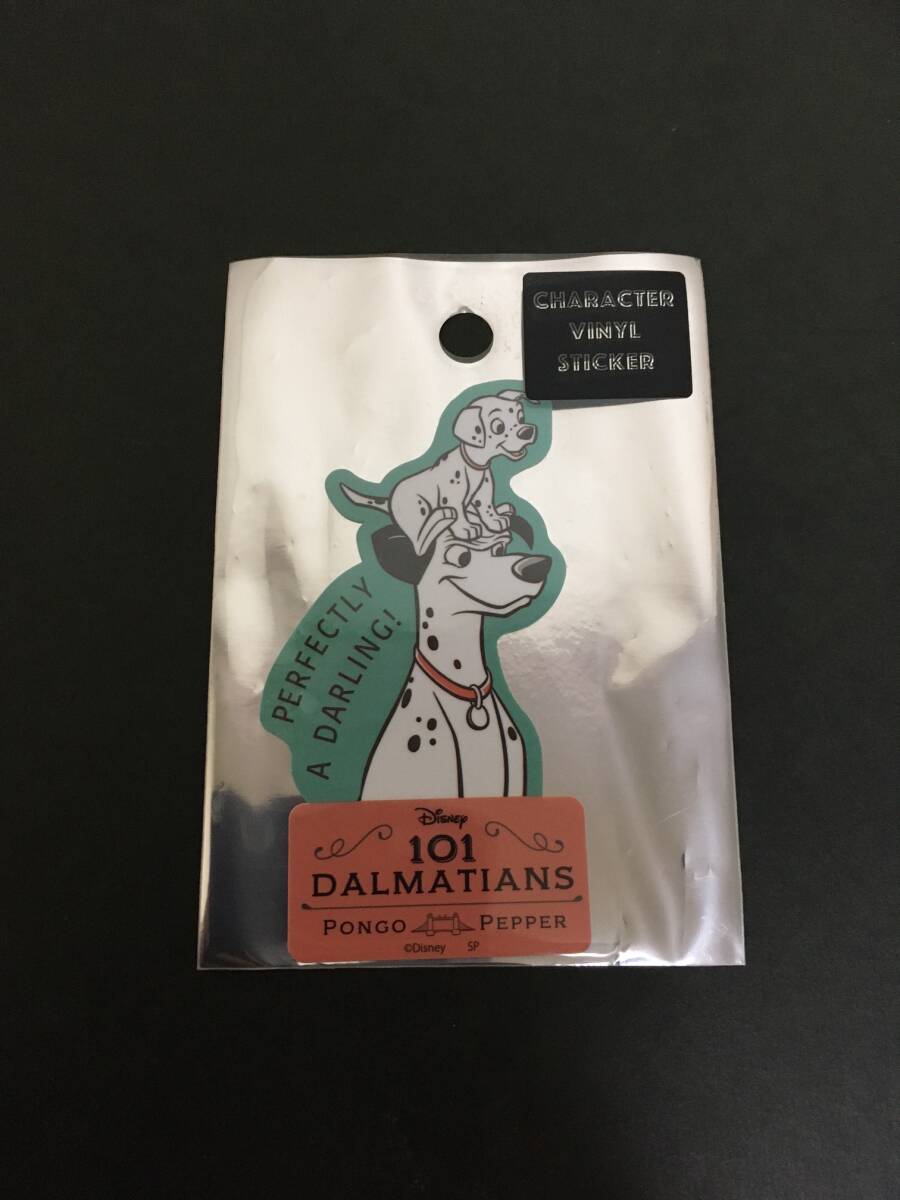 CHARACTER
VINYL
STICKER
PERFECTLY
A DARLING!
Disney
101
DALMATIANS
PONGO PEPPER
©Disney SP